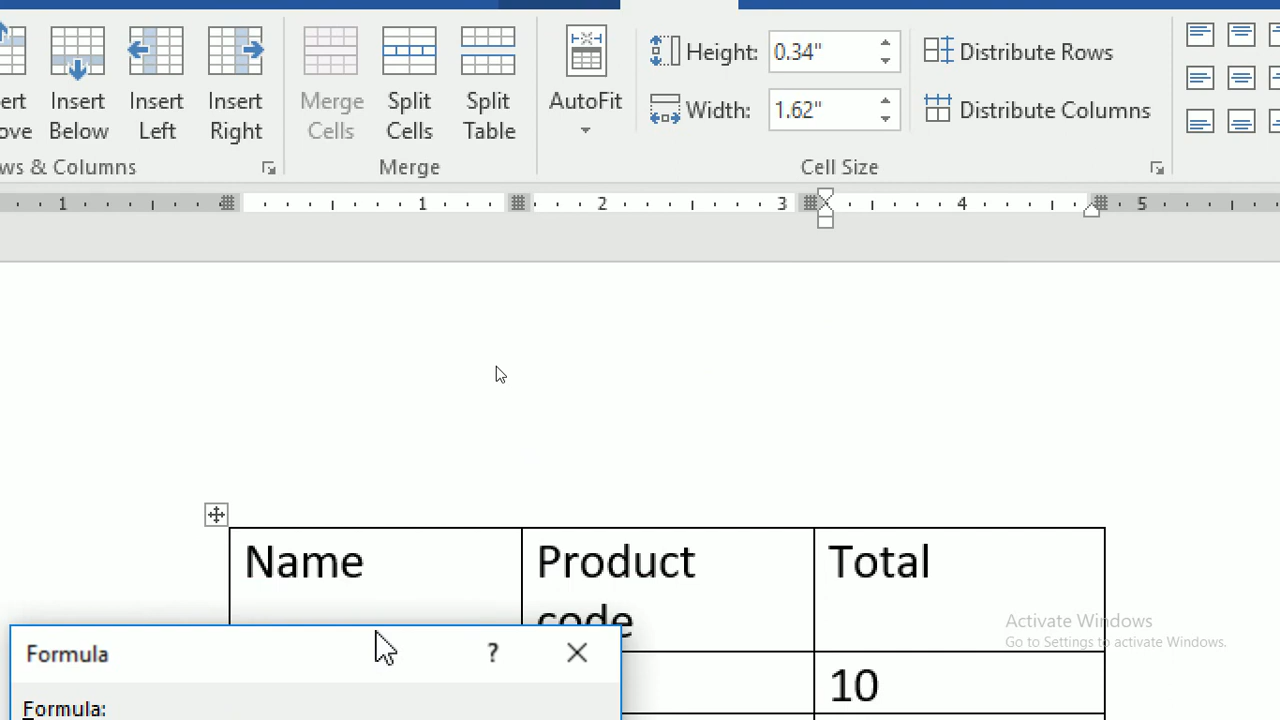 ert Insert Insert Insert Merge Split Split AutoFit Height: 0.34" Distribute Rows
ove Below Left Right Cells Cells Table Width: 1.62" Distribute Columns
ws & Columns Merge Cell Size
1 1 2 3 4 5
Name Product code Total
Activate Windows
Go to Settings to activate Windows.
Formula ?
10
Formula: